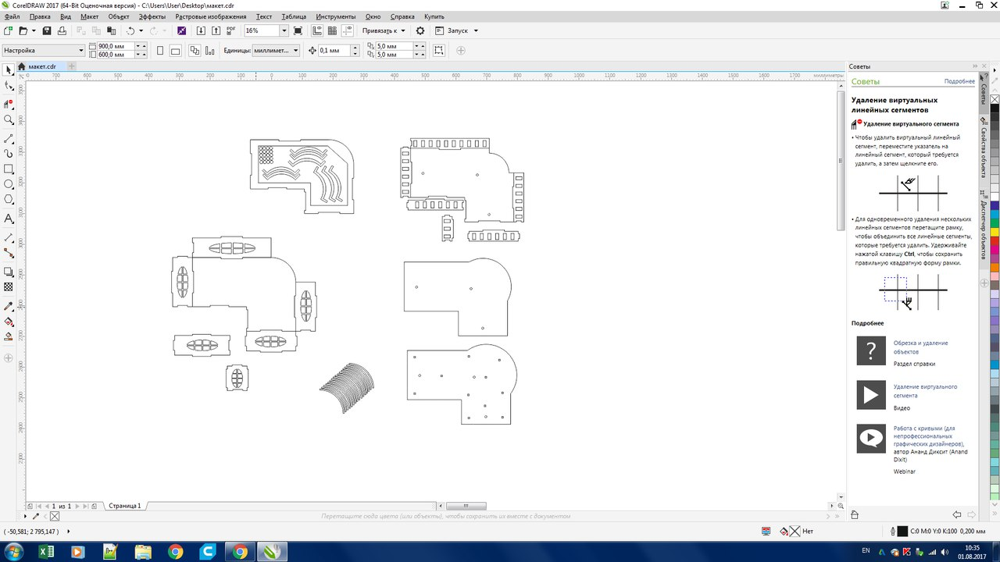 CorelDRAW 2017 (64-Bit Оценочная версия) - C:\Users\User\Desktop\макет.cdr
Файл Правка Вид Макет Объект Эффекты Растровые изображения Текст Таблица Инструменты Окно Справка Купить
PDF 16% Привязать к Запуск
Настройка 900,0 мм 600,0 мм Единицы: миллимет... 0,1 мм 5,0 мм 5,0 мм
макет.cdr
700 600 500 400 300 200 100 0 100 200 300 400 500 600 700 800 900 1000 1100 1200 1300 1400 1500 1600 1700 миллиметры
Советы
Советы Подробнее
Удаление виртуальных
линейных сегментов
Удаление виртуального сегмента
• Чтобы удалить виртуальный линейный
сегмент, переместите указатель на
линейный сегмент, который требуется
удалить, а затем щелкните его.
• Для одновременного удаления нескольких
линейных сегментов перетащите рамку,
чтобы объединить все линейные сегменты,
которые требуется удалить. Удерживайте
нажатой клавишу Ctrl, чтобы сохранить
правильную квадратную форму рамки.
Подробнее
Обрезка и удаление
объектов
Раздел справки
Удаление виртуального
сегмента
Видео
Работа с кривыми (для
непрофессиональных
графических дизайнеров),
автор Ананд Диксит (Anand
Dixit)
Webinar
Советы
Свойства объекта
Диспетчер объектов
1 из 1 Страница 1
Перетащите сюда цвета (или объекты), чтобы сохранить их вместе с документом
( -50,581; 2 795,147 ) Нет C:0 M:0 Y:0 K:100 0,200 мм
EN 10:35
01.08.2017